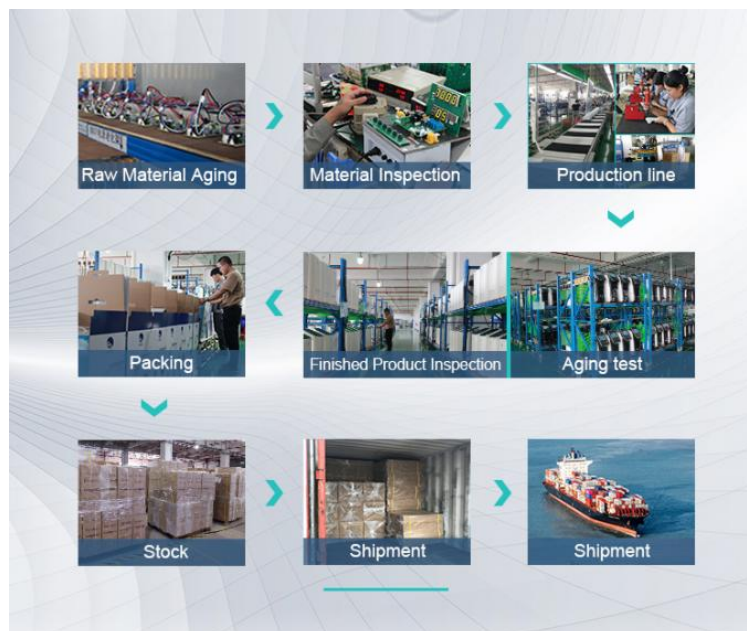 Raw Material Aging
Material Inspection
Production line
Packing
Finished Product Inspection
Aging test
Stock
Shipment
Shipment